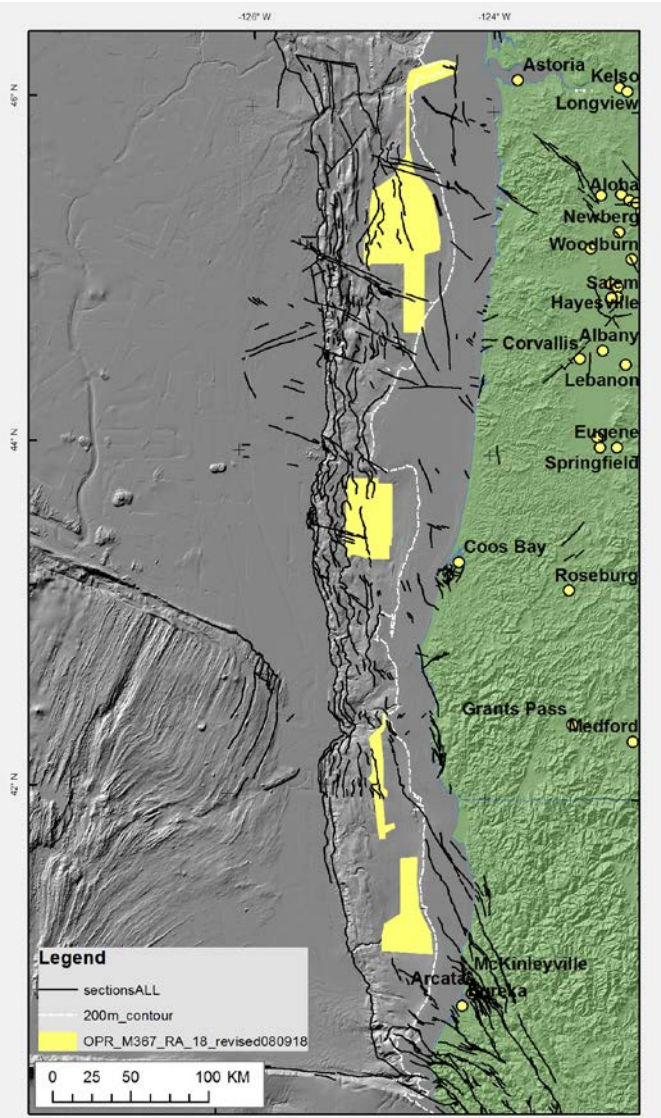 -126° W
-124° W
46° N
Astoria
Kelso
Longview
Aloha
Newberg
Woodburn
Salem
Hayesville
Albany
Corvallis
Lebanon
44° N
Eugene
Springfield
Coos Bay
Roseburg
Grants Pass
Medford
42° N
McKinleyville
Arcata
Eureka
Legend
sectionsALL
200m_contour
OPR_M367_RA_18_revised080918
0 25 50 100 KM